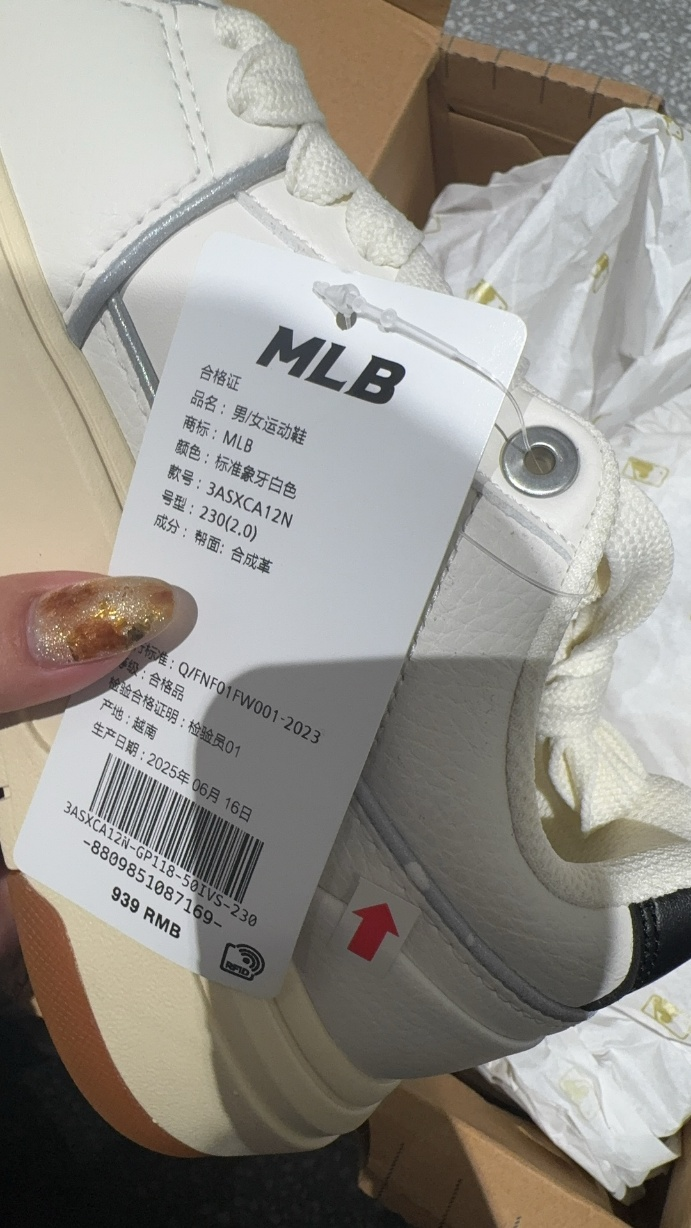 MLB
合格证
品名：男/女运动鞋
商标：MLB
颜色：标准象牙白色
款号：3ASXCA12N
号型：230(2.0)
成分： 帮面: 合成革
标准：Q/FNF01FW001-2023
等级：合格品
检验合格证明：检验员01
产地：越南
生产日期：2025年 06月 16日
3ASXCA12N-GP118-50IVS-230
-8809851087169-
939 RMB
RFID